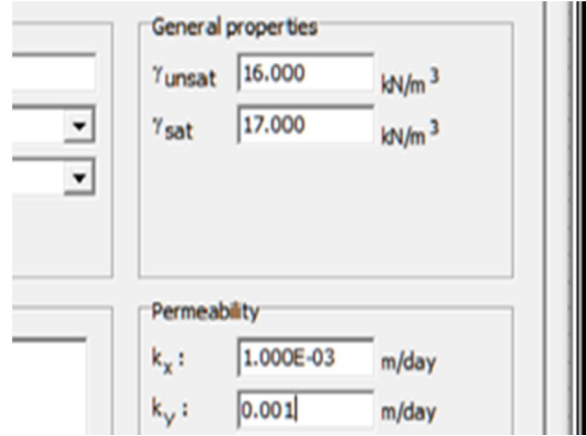 General properties
γunsat 16.000 kN/m³
γsat 17.000 kN/m³
Permeability
kx : 1.000E-03 m/day
ky : 0.001 m/day